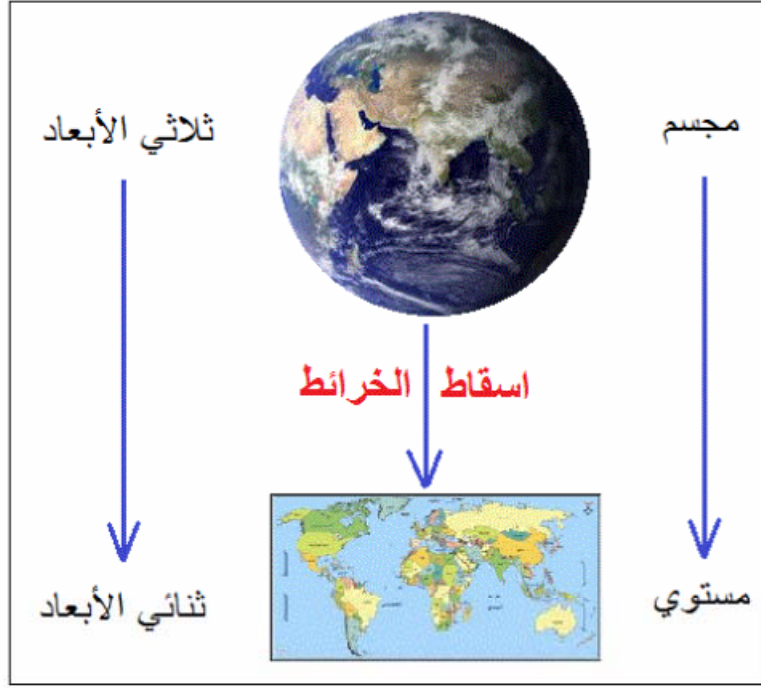 مجسم
ثلاثي الأبعاد
اسقاط الخرائط
مستوي
ثنائي الأبعاد